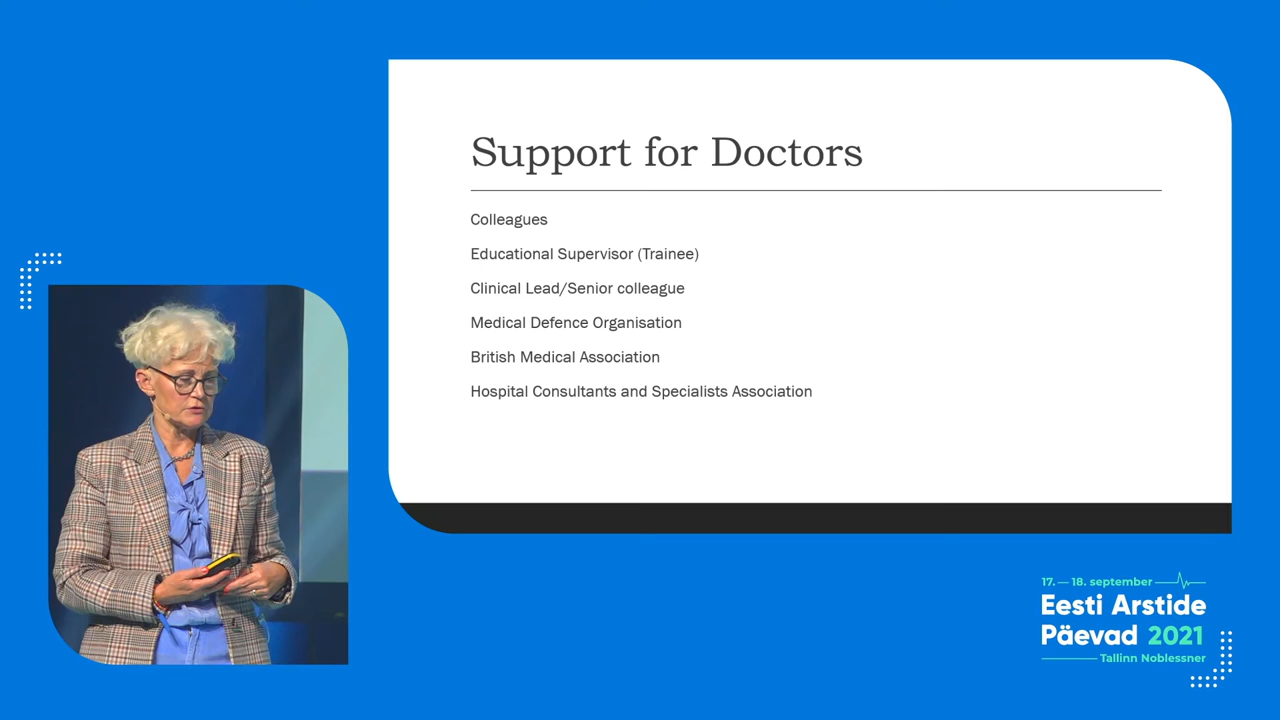 Support for Doctors
Colleagues
Educational Supervisor (Trainee)
Clinical Lead/Senior colleague
Medical Defence Organisation
British Medical Association
Hospital Consultants and Specialists Association
17. — 18. september
Eesti Arstide
Päevad 2021
Tallinn Noblessner